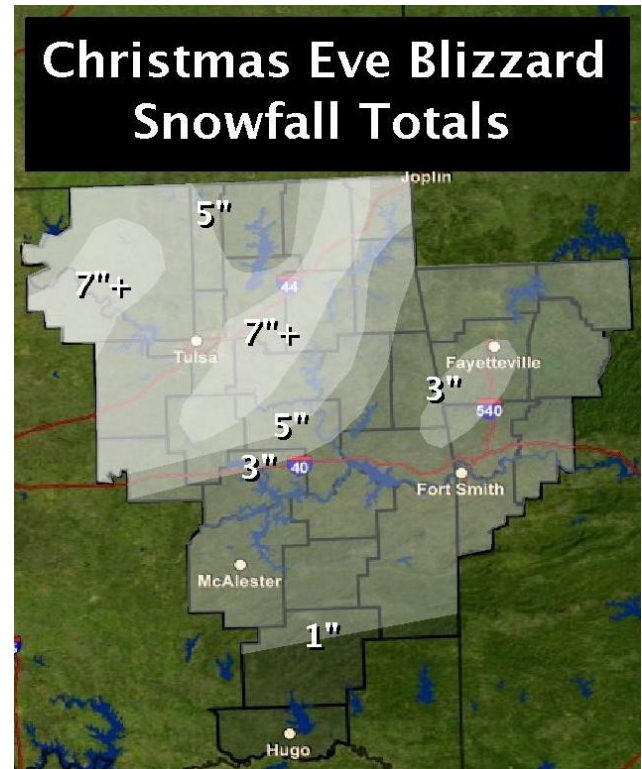 Christmas Eve Blizzard
Snowfall Totals
Joplin
5"
7"+
44
7"+
Tulsa
Fayetteville
3"
540
5"
3"
40
Fort Smith
McAlester
1"
Hugo